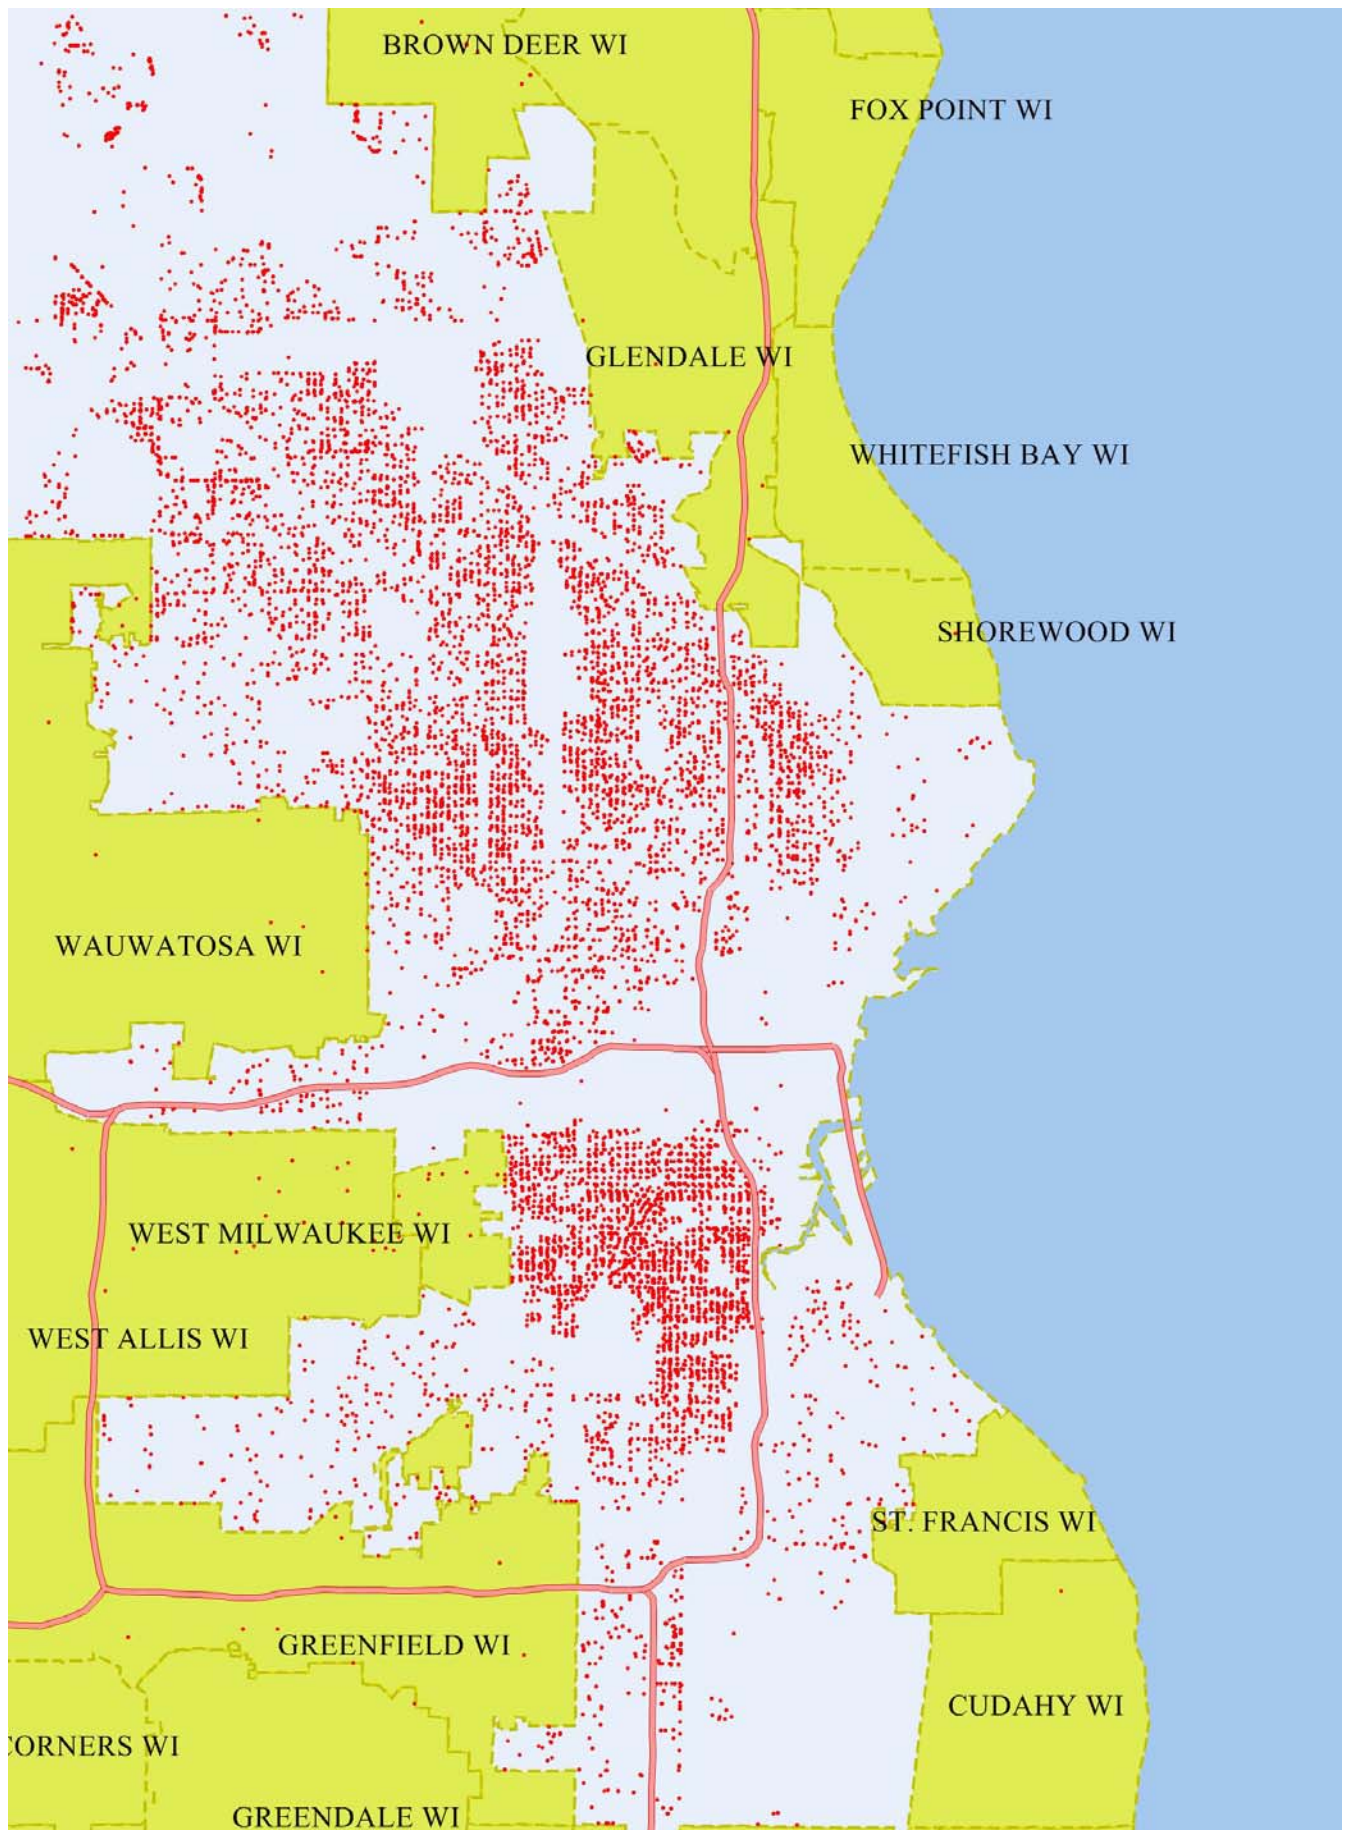 BROWN DEER WI
FOX POINT WI
GLENDALE WI
WHITEFISH BAY WI
SHOREWOOD WI
WAUWATOSA WI
WEST MILWAUKEE WI
WEST ALLIS WI
ST. FRANCIS WI
GREENFIELD WI
CUDAHY WI
CORNERS WI
GREENDALE WI